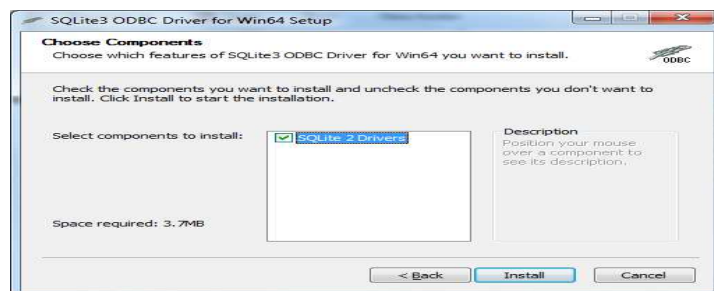 SQLite3 ODBC Driver for Win64 Setup
Choose Components
Choose which features of SQLite3 ODBC Driver for Win64 you want to install.
ODBC
Check the components you want to install and uncheck the components you don't want to
install. Click Install to start the installation.
Select components to install:
SQLite 2 Drivers
Description
Position your mouse
over a component to
see its description.
Space required: 3.7MB
< Back
Install
Cancel